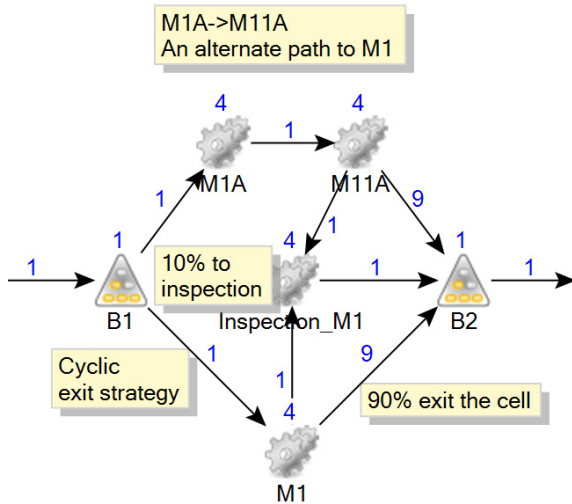 M1A->M11A
An alternate path to M1
4
4
1
M1A
M11A
1
1
9
1
4
1
1
10% to
inspection
1
1
B1
Inspection_M1
B2
Cyclic
exit strategy
1
1
9
90% exit the cell
4
M1